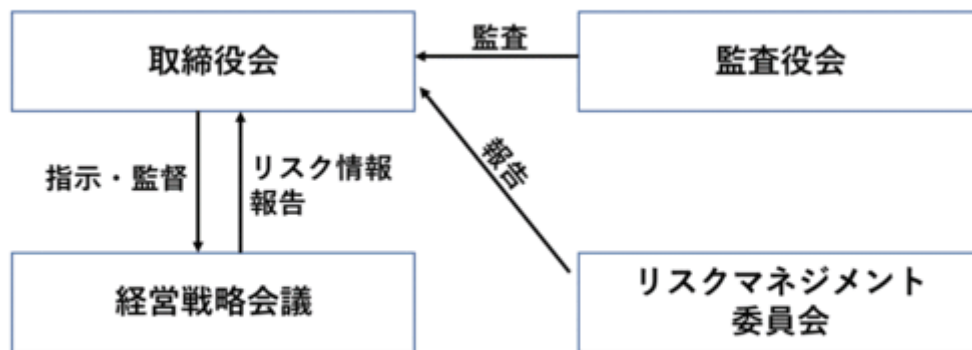 取締役会
監査
監査役会
指示・監督
リスク情報
報告
報告
経営戦略会議
リスクマネジメント
委員会